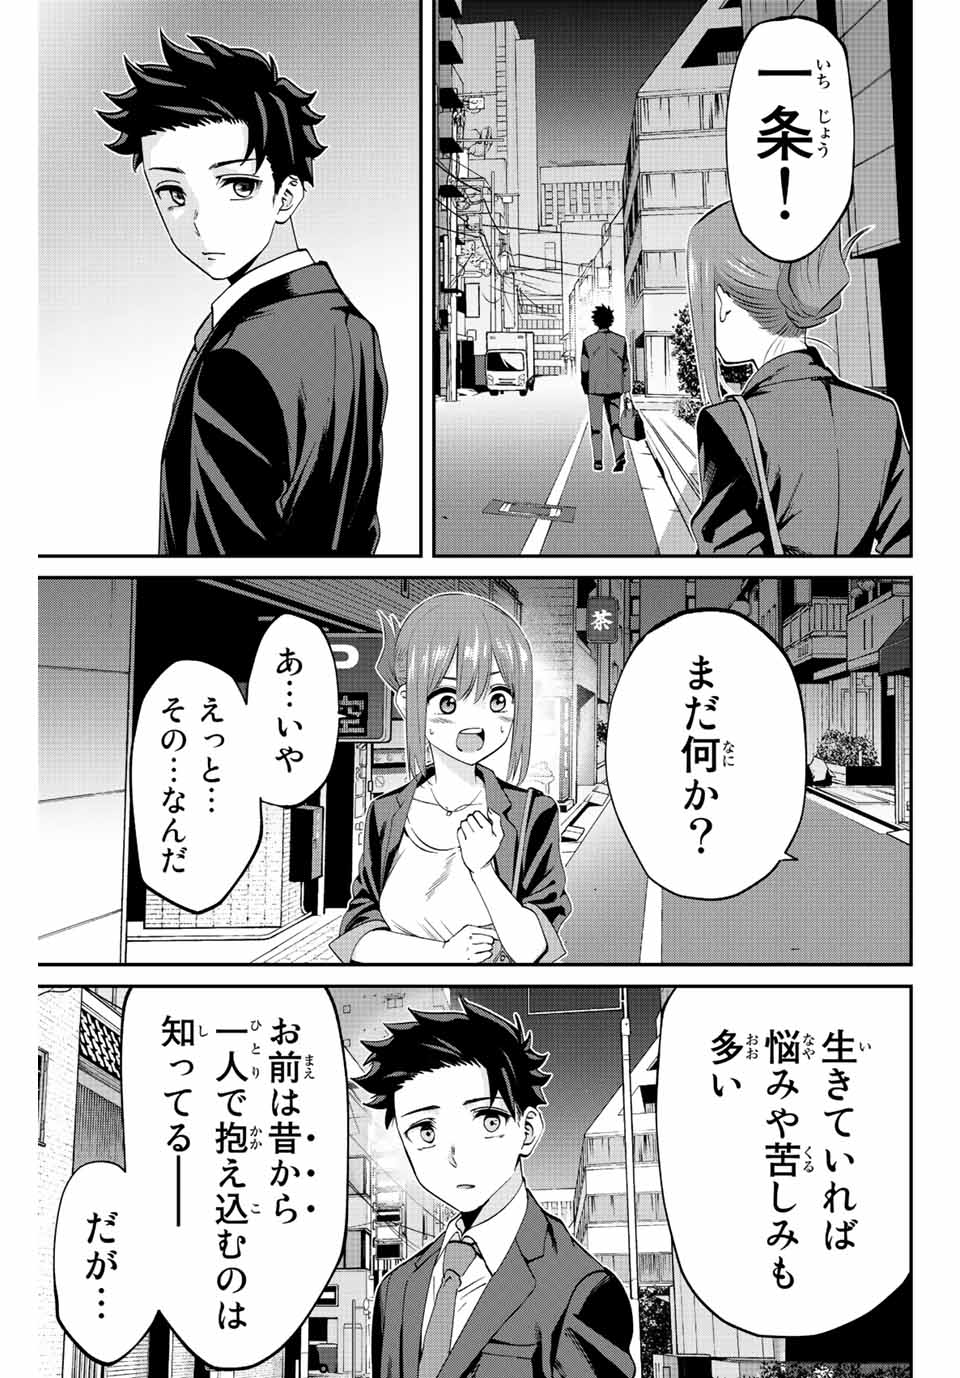 一条！
まだ何か？
茶
P
あ…いや
えっと…
その…なんだ
生きていれば
悩みや苦しみも
多い
お前は昔から
一人で抱え込むのは
知ってる――
だが…